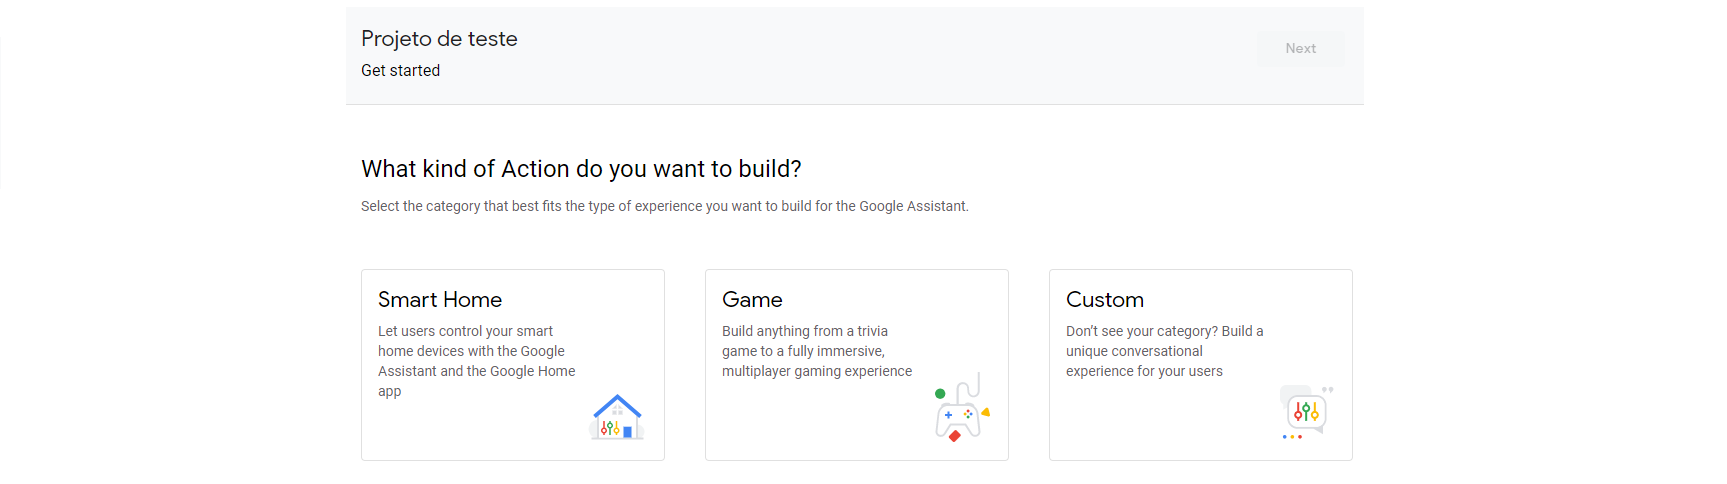 Projeto de teste
Next
Get started
What kind of Action do you want to build?
Select the category that best fits the type of experience you want to build for the Google Assistant.
Smart Home
Let users control your smart
home devices with the Google
Assistant and the Google Home
app
Game
Build anything from a trivia
game to a fully immersive,
multiplayer gaming experience
Custom
Don't see your category? Build a
unique conversational
experience for your users